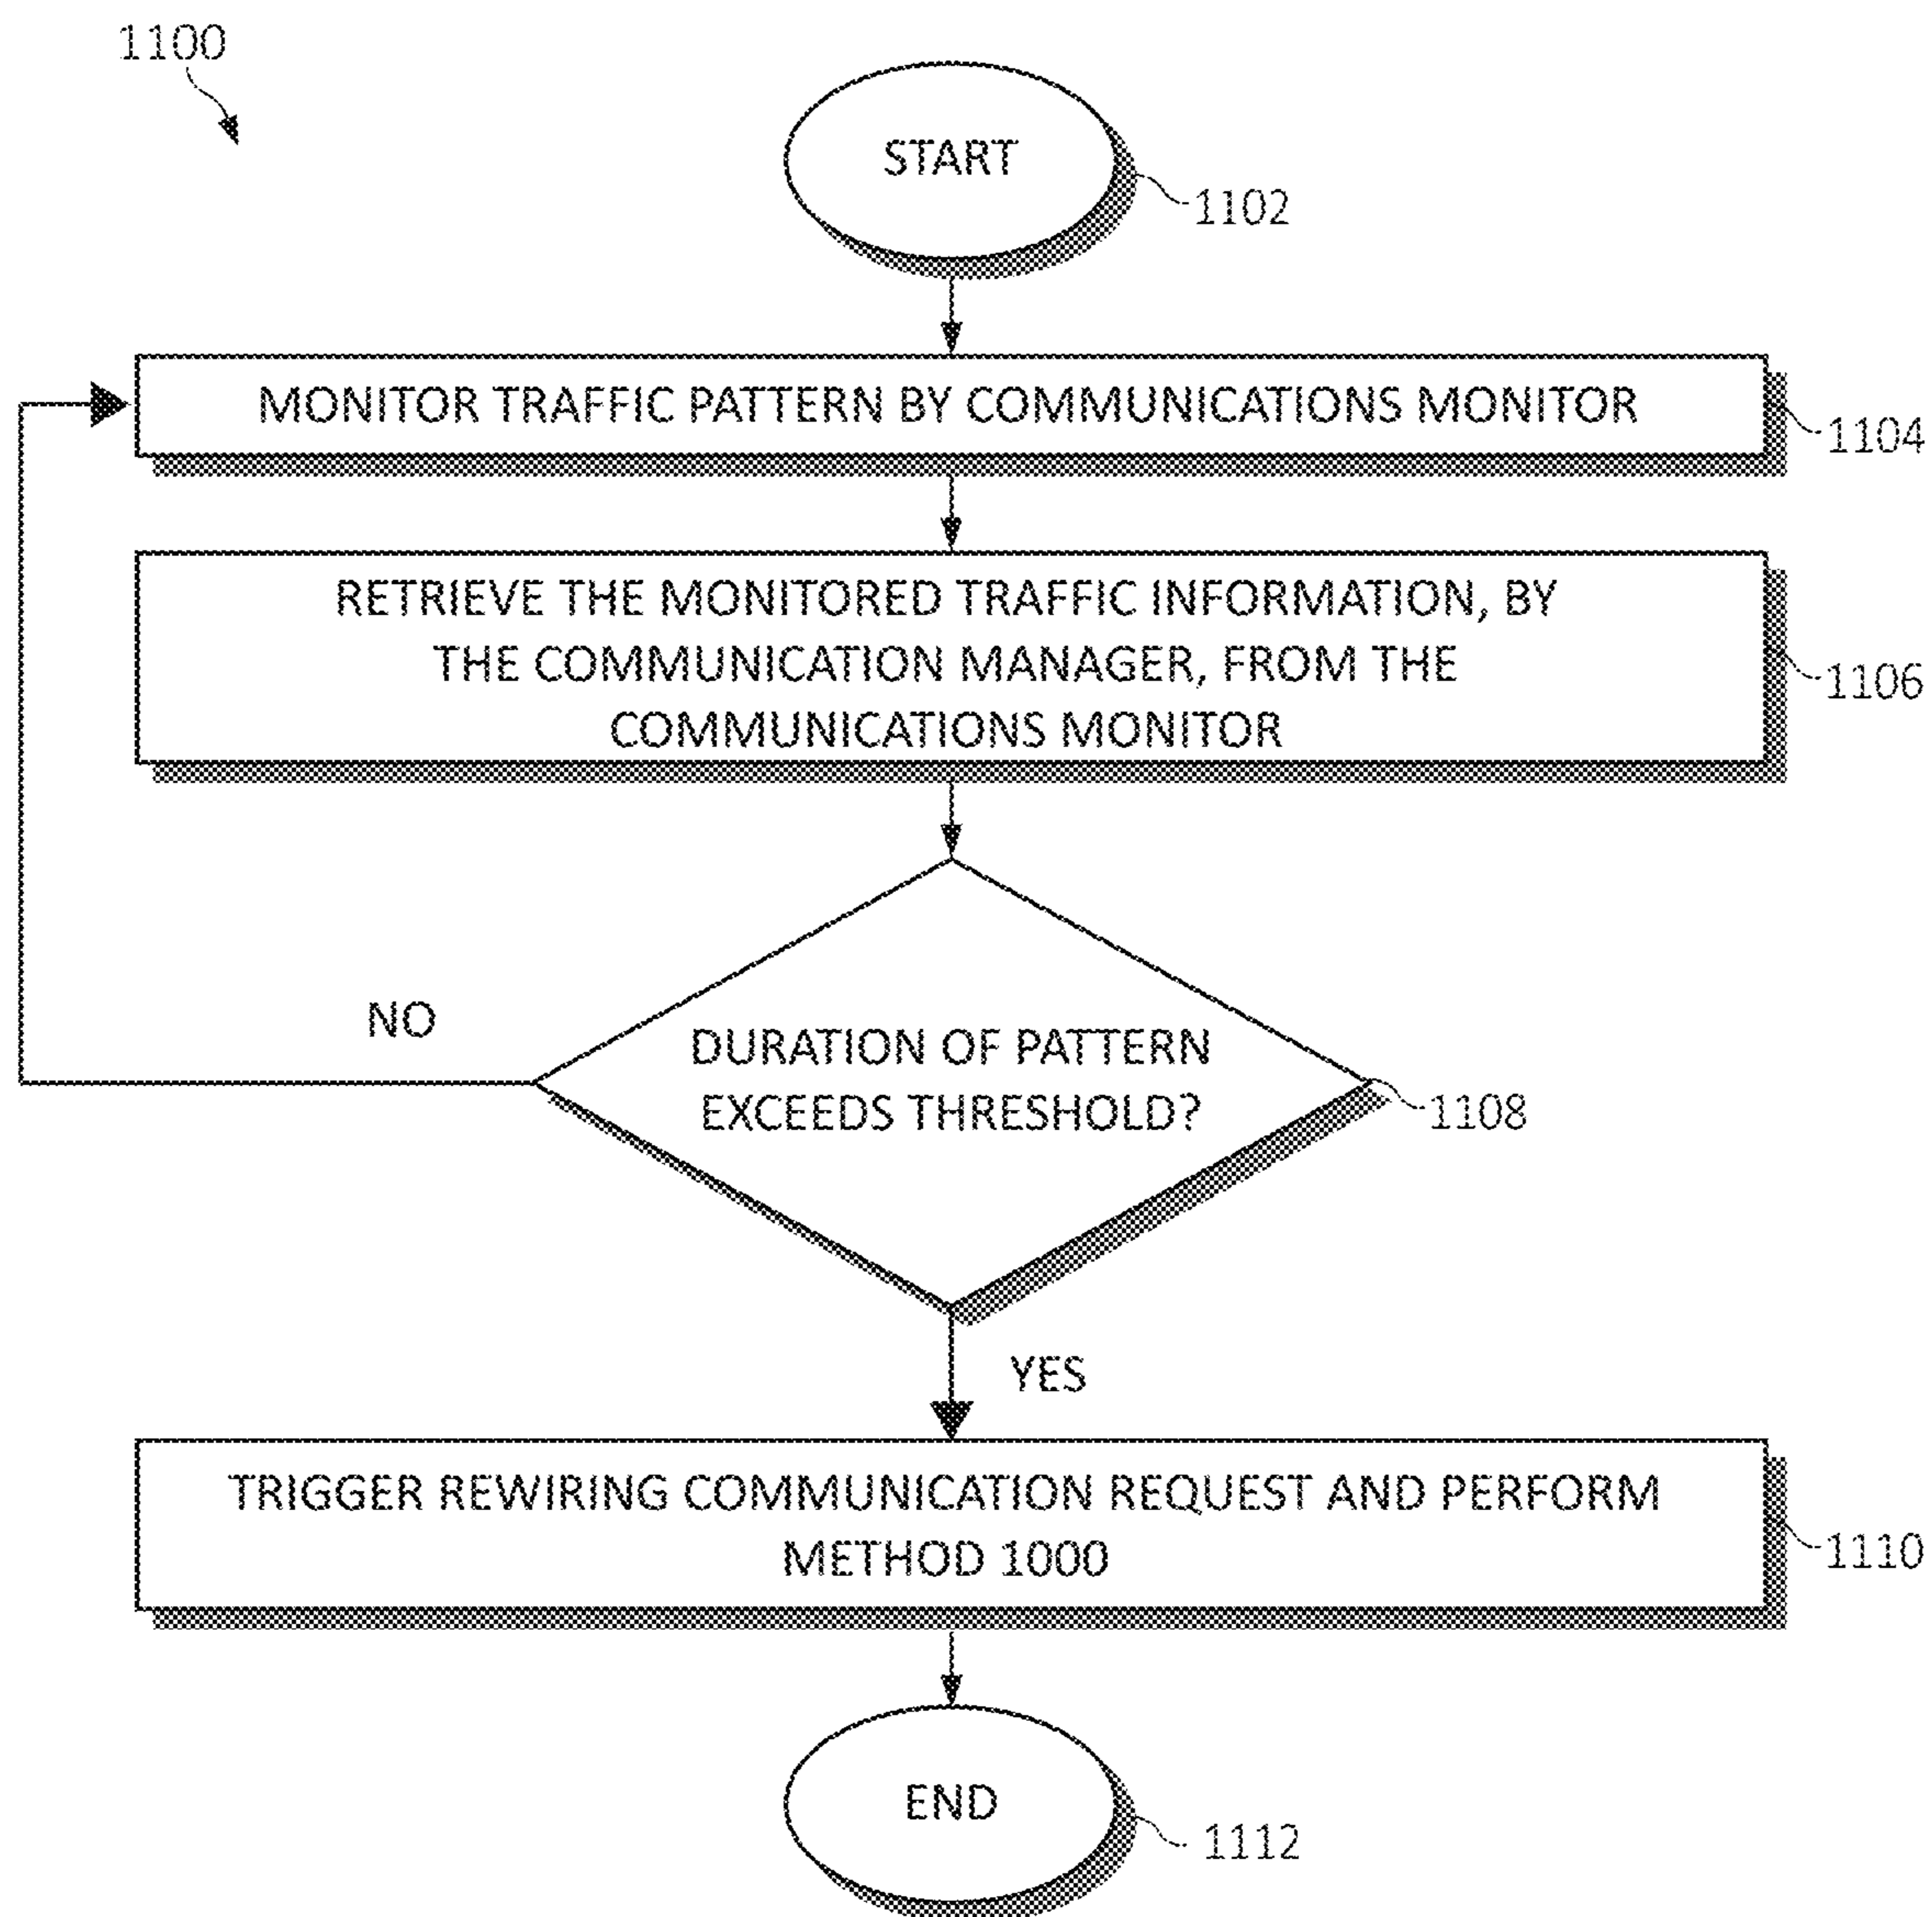 1100
START
1102
MONITOR TRAFFIC PATTERN BY COMMUNICATIONS MONITOR
1104
RETRIEVE THE MONITORED TRAFFIC INFORMATION, BY
THE COMMUNICATION MANAGER, FROM THE
COMMUNICATIONS MONITOR
1106
NO
DURATION OF PATTERN
EXCEEDS THRESHOLD?
1108
YES
TRIGGER REWIRING COMMUNICATION REQUEST AND PERFORM
METHOD 1000
1110
END
1112